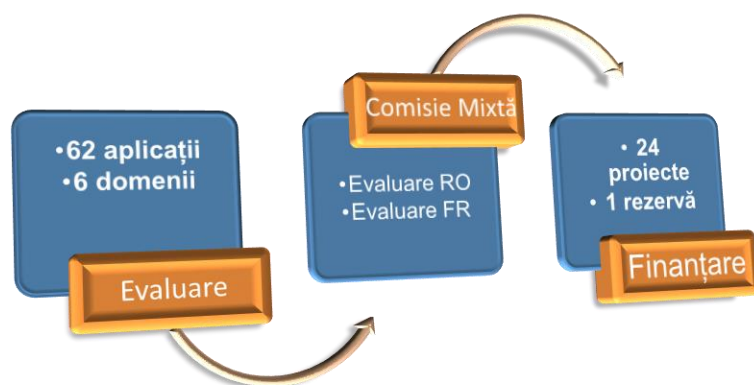 •62 aplicații
•6 domenii
Evaluare
Comisie Mixtă
•Evaluare RO
•Evaluare FR
• 24
proiecte
• 1 rezervă
Finanțare